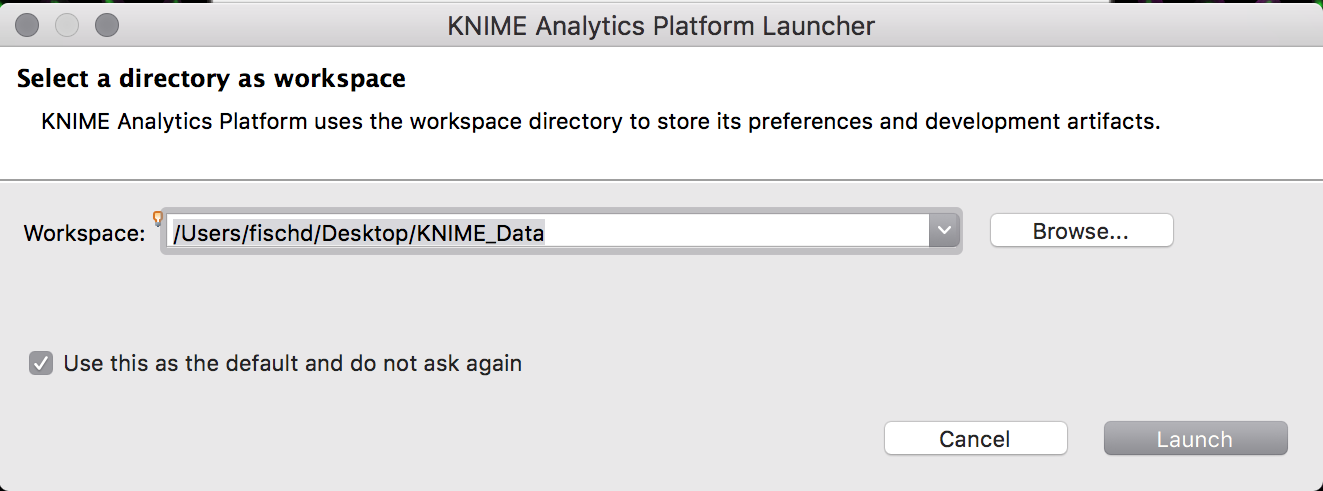 KNIME Analytics Platform Launcher
Select a directory as workspace
KNIME Analytics Platform uses the workspace directory to store its preferences and development artifacts.
Workspace: /Users/fischd/Desktop/KNIME_Data Browse...
Use this as the default and do not ask again
Cancel Launch